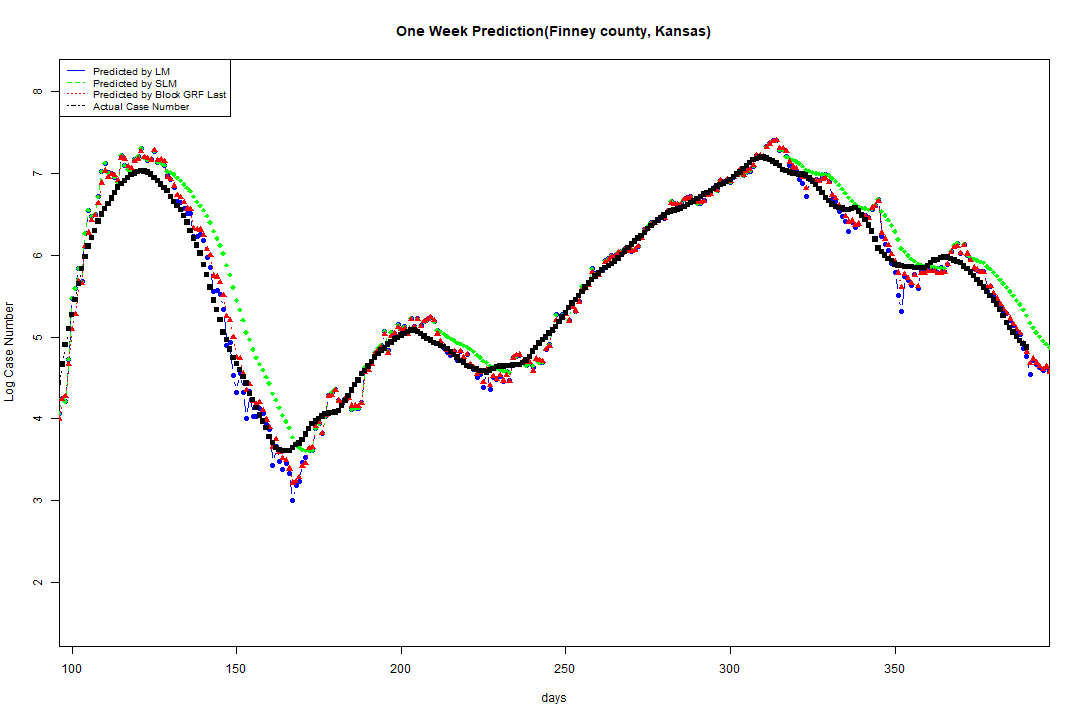 One Week Prediction(Finney county, Kansas)
Predicted by LM
Predicted by SLM
Predicted by Block GRF Last
Actual Case Number
8
7
6
5
4
3
2
Log Case Number
100 150 200 250 300 350
days